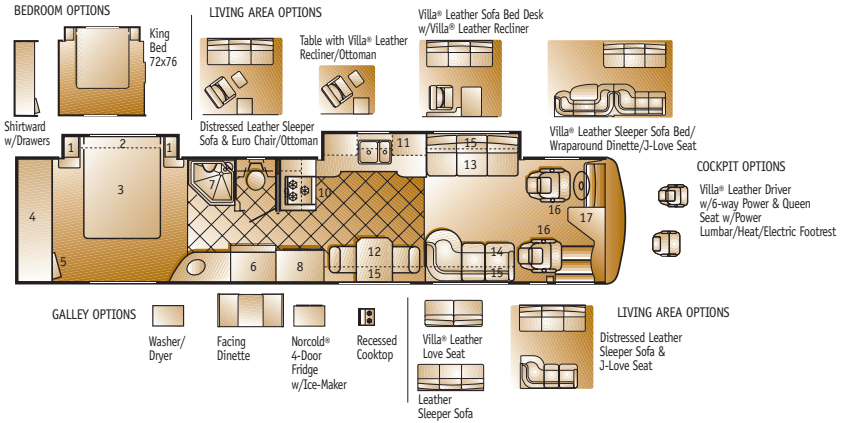 BEDROOM OPTIONS
King
Bed
72x76
Shirtward
w/Drawers
LIVING AREA OPTIONS
Distressed Leather Sleeper
Sofa & Euro Chair/Ottoman
Table with Villa® Leather
Recliner/Ottoman
Villa® Leather Sofa Bed Desk
w/Villa® Leather Recliner
Villa® Leather Sleeper Sofa Bed/
Wraparound Dinette/J-Love Seat
1
2
1
3
4
5
7
10
11
15
13
16
17
16
6
8
12
15
14
15
COCKPIT OPTIONS
Villa® Leather Driver
w/6-way Power & Queen
Seat w/Power
Lumbar/Heat/Electric Footrest
GALLEY OPTIONS
Washer/
Dryer
Facing
Dinette
Norcold®
4-Door
Fridge
w/Ice-Maker
Recessed
Cooktop
Villa® Leather
Love Seat
Leather
Sleeper Sofa
LIVING AREA OPTIONS
Distressed Leather
Sleeper Sofa &
J-Love Seat